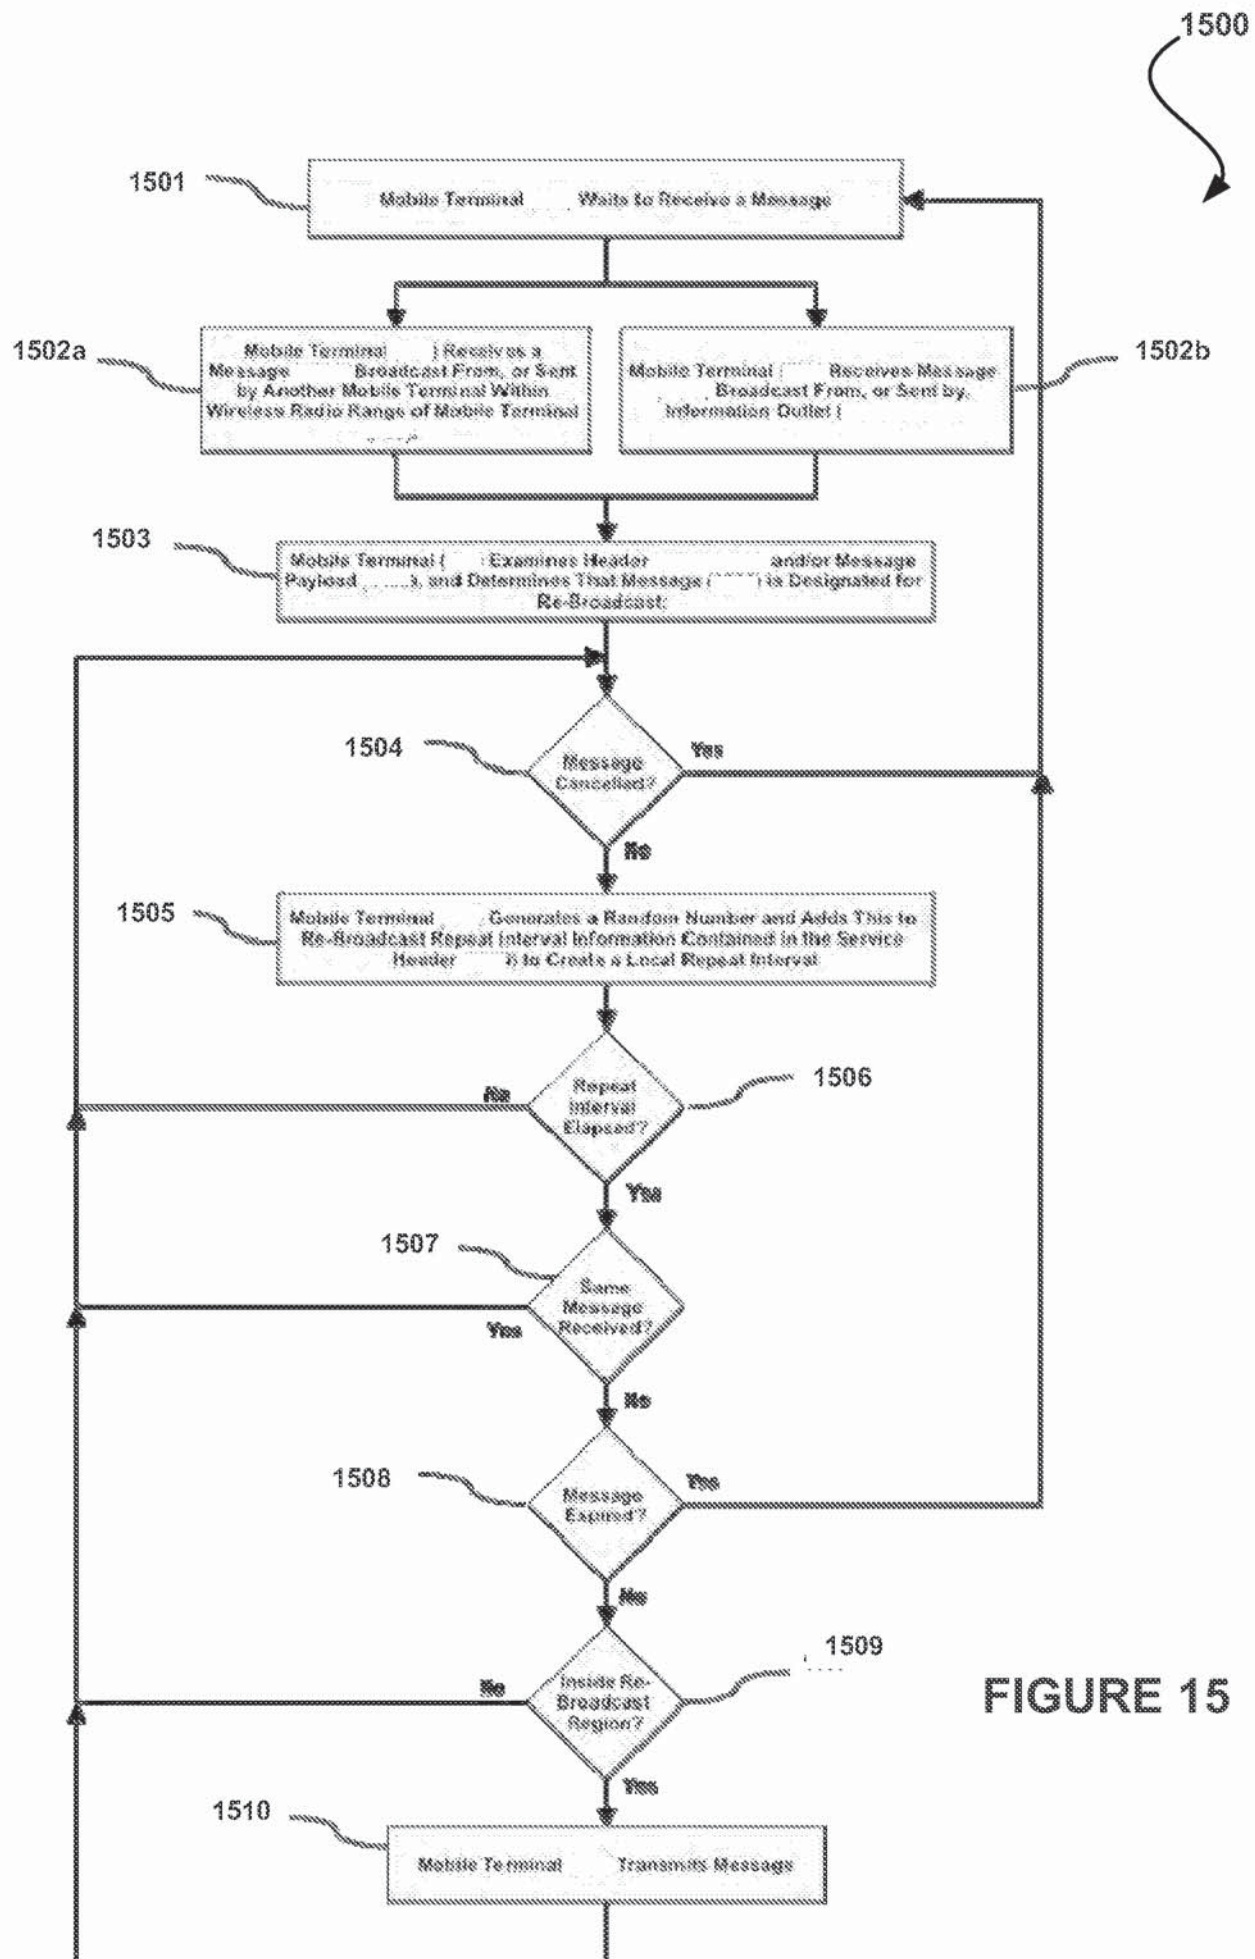 1500
1501
Mobile Terminal Waits to Receive a Message
1502a
Mobile Terminal ) Receives a
Message Broadcast From, or Sent
by Another Mobile Terminal Within
Wireless Radio Range of Mobile Terminal
1502b
Mobile Terminal Receives Message
Broadcast From, or Sent by,
Information Outlet (
1503
Mobile Terminal ( Examines Header and/or Message
Payload ), and Determines That Message ( ) is Designated for
Re-Broadcast;
1504
Message
Cancelled?
Yes
No
1505
Mobile Terminal Generates a Random Number and Adds This to
Re-Broadcast Repeat Interval Information Contained in the Service
Header ) to Create a Local Repeat Interval
1506
Repeat
Interval
Elapsed?
No
Yes
1507
Same
Message
Received?
Yes
No
1508
Message
Expired?
Yes
No
1509
Inside Re-
Broadcast
Region?
No
Yes
FIGURE 15
1510
Mobile Terminal Transmits Message